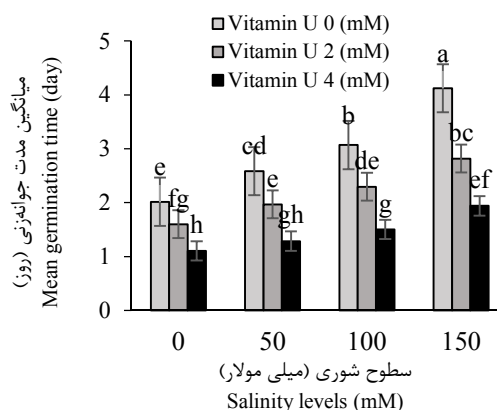 Vitamin U 0 (mM)
Vitamin U 2 (mM)
Vitamin U 4 (mM)
میانگین مدت جوانه‌زنی (روز)
Mean germination time (day)
5
4
3
2
1
0
e
fg
h
cd
e
gh
b
de
g
a
bc
ef
0 50 100 150
سطوح شوری (میلی مولار)
Salinity levels (mM)